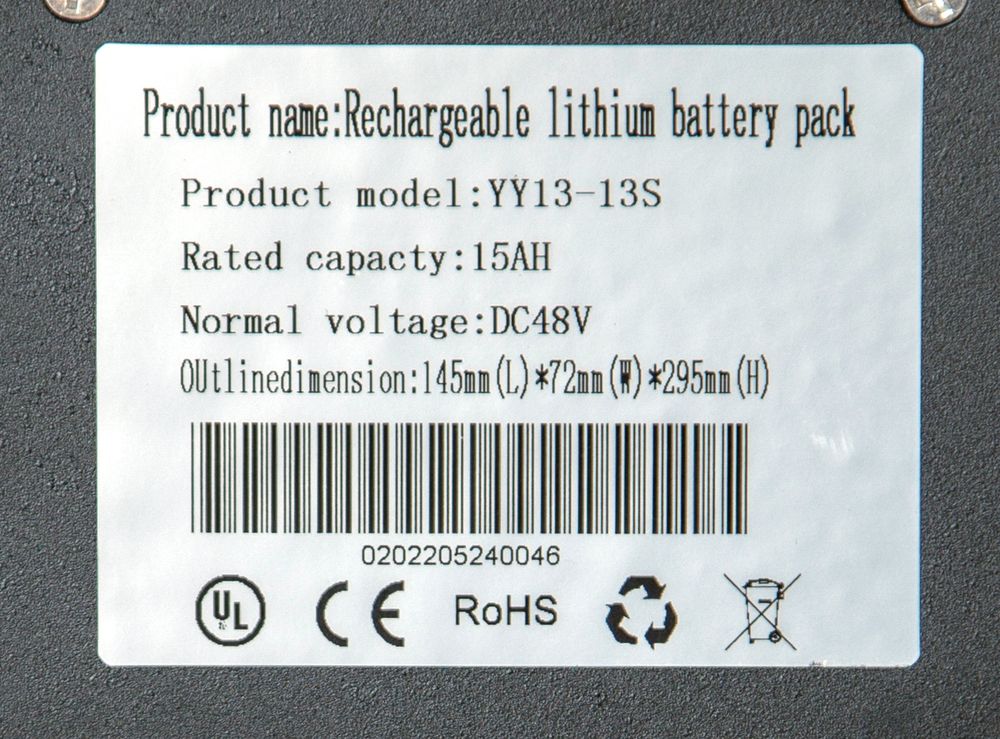 Product name:Rechargeable lithium battery pack
Product model:YY13-13S
Rated capacty:15AH
Normal voltage:DC48V
OUtlinedimension:145mm(L)*72mm(W)*295mm(H)
0202205240046
UL CE RoHS